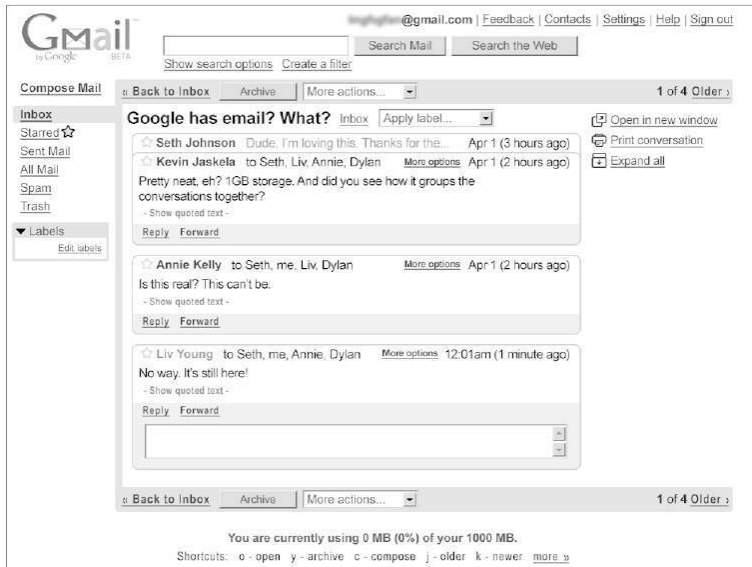 @gmail.com | Feedback | Contacts | Settings | Help | Sign out
Gmail
by Google BETA
Search Mail Search the Web
Show search options Create a filter
Compose Mail
Inbox
Starred
Sent Mail
All Mail
Spam
Trash
Labels
Edit labels
« Back to Inbox Archive More actions... 1 of 4 Older ›
Google has email? What? Inbox Apply label...
Open in new window
Print conversation
Expand all
Seth Johnson Dude, I'm loving this. Thanks for the... Apr 1 (3 hours ago)
Kevin Jaskela to Seth, Liv, Annie, Dylan More options Apr 1 (2 hours ago)
Pretty neat, eh? 1GB storage. And did you see how it groups the
conversations together?
- Show quoted text -
Reply Forward
Annie Kelly to Seth, me, Liv, Dylan More options Apr 1 (2 hours ago)
Is this real? This can't be.
- Show quoted text -
Reply Forward
Liv Young to Seth, me, Annie, Dylan More options 12:01am (1 minute ago)
No way. It's still here!
- Show quoted text -
Reply Forward
« Back to Inbox Archive More actions... 1 of 4 Older ›
You are currently using 0 MB (0%) of your 1000 MB.
Shortcuts: o - open y - archive c - compose j - older k - newer more »